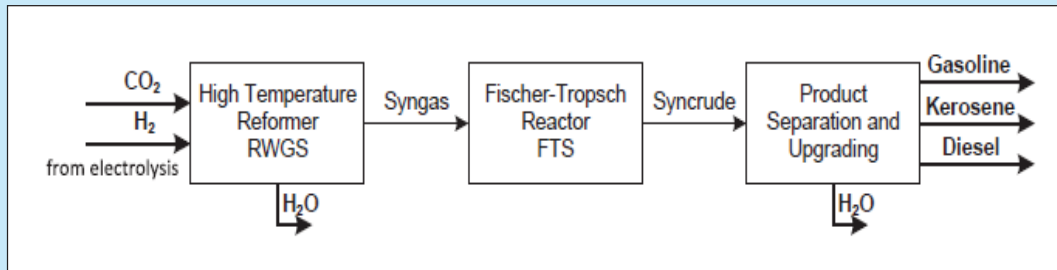 CO₂
H₂
from electrolysis
High Temperature
Reformer
RWGS
H₂O
Syngas
Fischer-Tropsch
Reactor
FTS
Syncrude
Product
Separation and
Upgrading
H₂O
Gasoline
Kerosene
Diesel